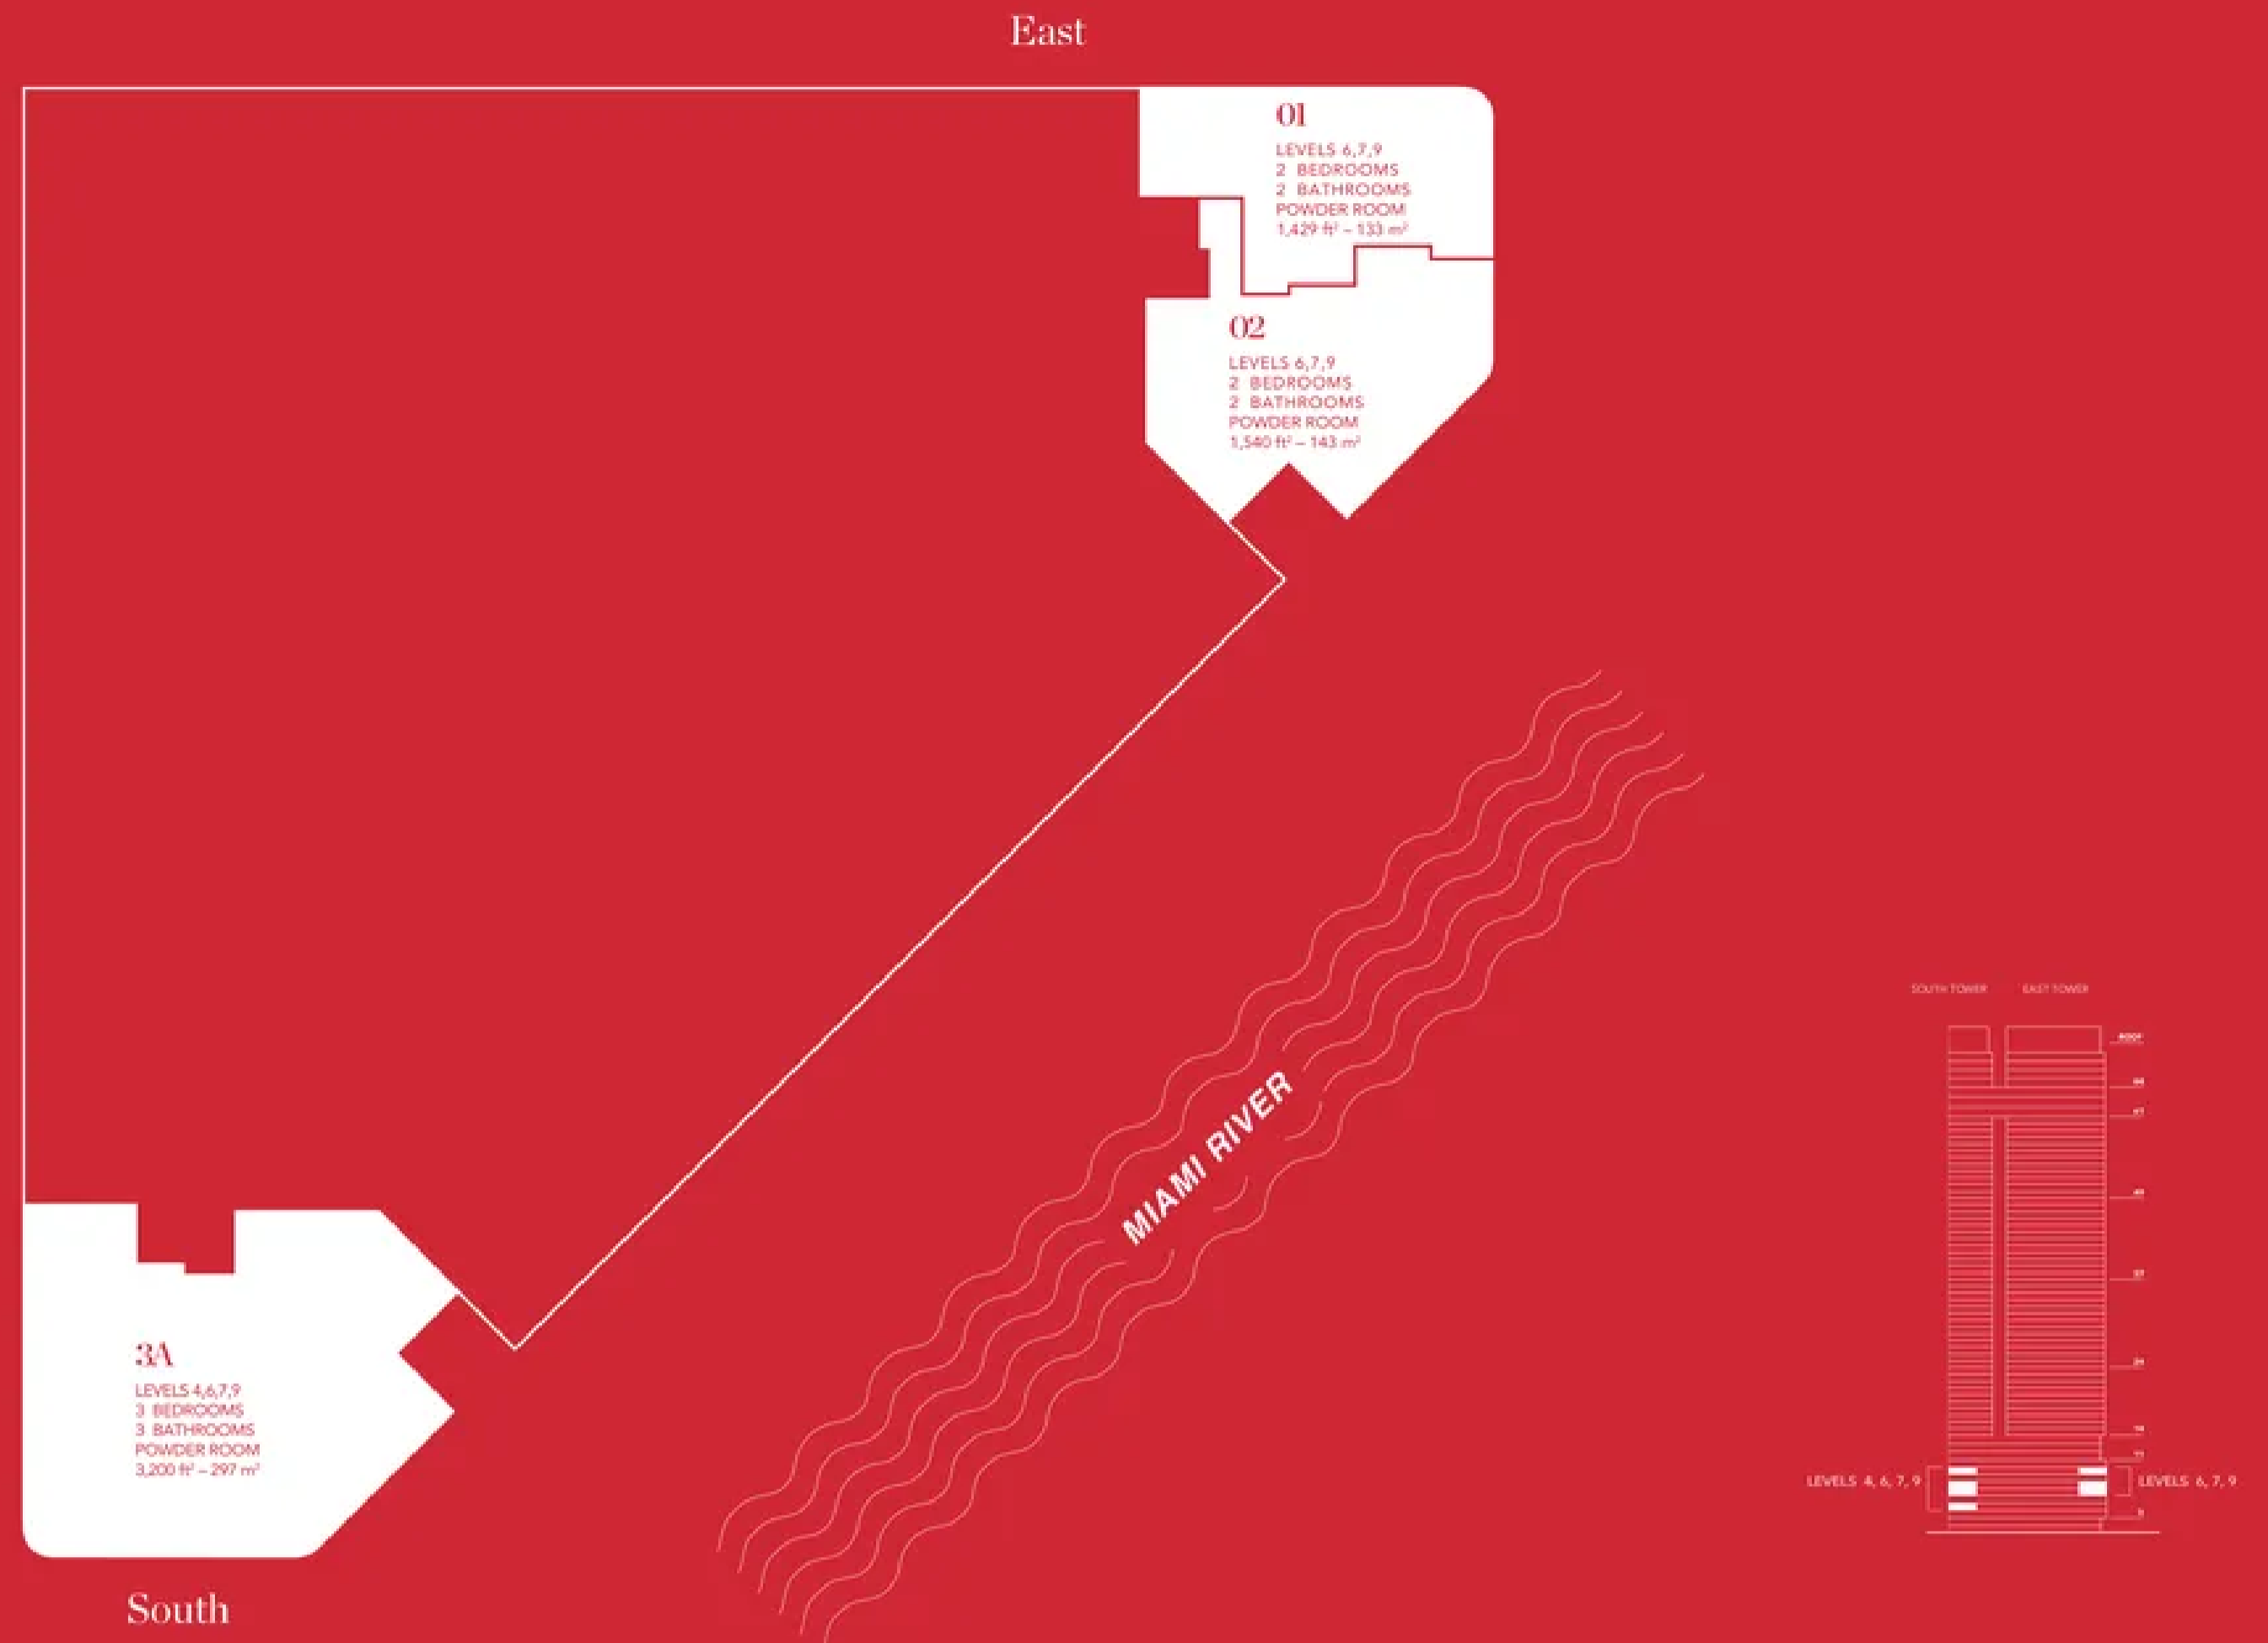 East
01
LEVELS 6,7,9
2 BEDROOMS
2 BATHROOMS
POWDER ROOM
1,429 ft² – 133 m²
02
LEVELS 6,7,9
2 BEDROOMS
2 BATHROOMS
POWDER ROOM
1,540 ft² – 143 m²
MIAMI RIVER
3A
LEVELS 4,6,7,9
3 BEDROOMS
3 BATHROOMS
POWDER ROOM
3,200 ft² – 297 m²
South
SOUTH TOWER EAST TOWER
ROOF
LEVELS 4, 6, 7, 9
LEVELS 6, 7, 9